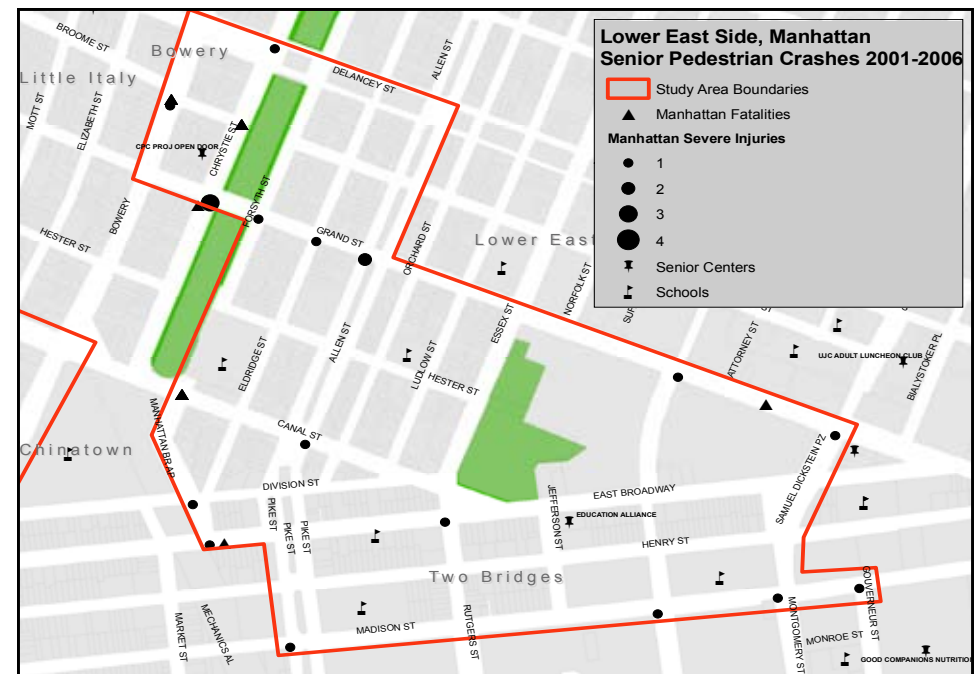 Lower East Side, Manhattan
Senior Pedestrian Crashes 2001-2006
Study Area Boundaries
Manhattan Fatalities
Manhattan Severe Injuries
1
2
3
4
Senior Centers
Schools
BROOME ST
Bowery
Little Italy
MOTT ST
ELIZABETH ST
CPC PROJ OPEN DOOR
CHRYSTIE ST
DELANCEY ST
ALLEN ST
BOWERY
HESTER ST
FORSYTH ST
GRAND ST
ORCHARD ST
Lower East
NORFOLK ST
ESSEX ST
ATTORNEY ST
UJC ADULT LUNCHEON CLUB
BIALYSTOKER PL
ELDRIDGE ST
ALLEN ST
LUDLOW ST
HESTER ST
MANHATTAN BR AP
CANAL ST
Chinatown
DIVISION ST
PIKE ST
PIKE ST
PIKE ST
JEFFERSON ST
EAST BROADWAY
EDUCATION ALLIANCE
SAMUEL DICKSTEIN PZ
HENRY ST
Two Bridges
GOUVERNEUR ST
MARKET ST
MECHANICS AL
MADISON ST
RUTGERS ST
MONTGOMERY ST
MONROE ST
GOOD COMPANIONS NUTRITION